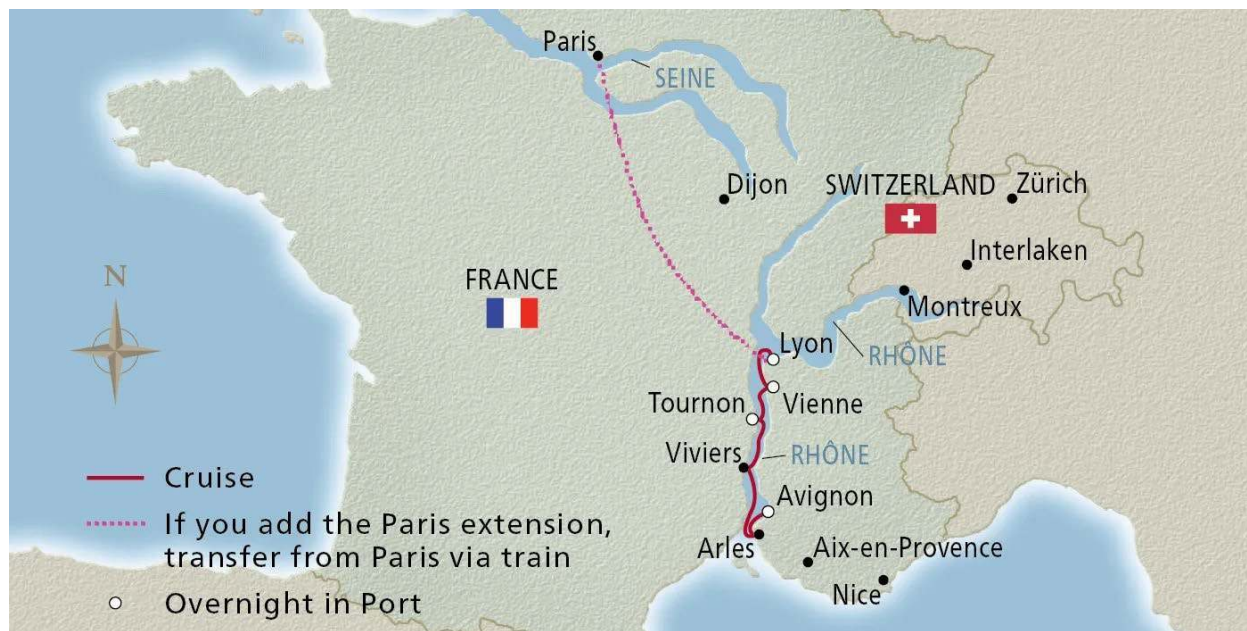 Paris
SEINE
Dijon
SWITZERLAND
Zürich
Interlaken
N
FRANCE
Montreux
Lyon
RHÔNE
Tournon
Vienne
Viviers
RHÔNE
Cruise
Avignon
If you add the Paris extension,
transfer from Paris via train
Arles
Aix-en-Provence
Nice
Overnight in Port